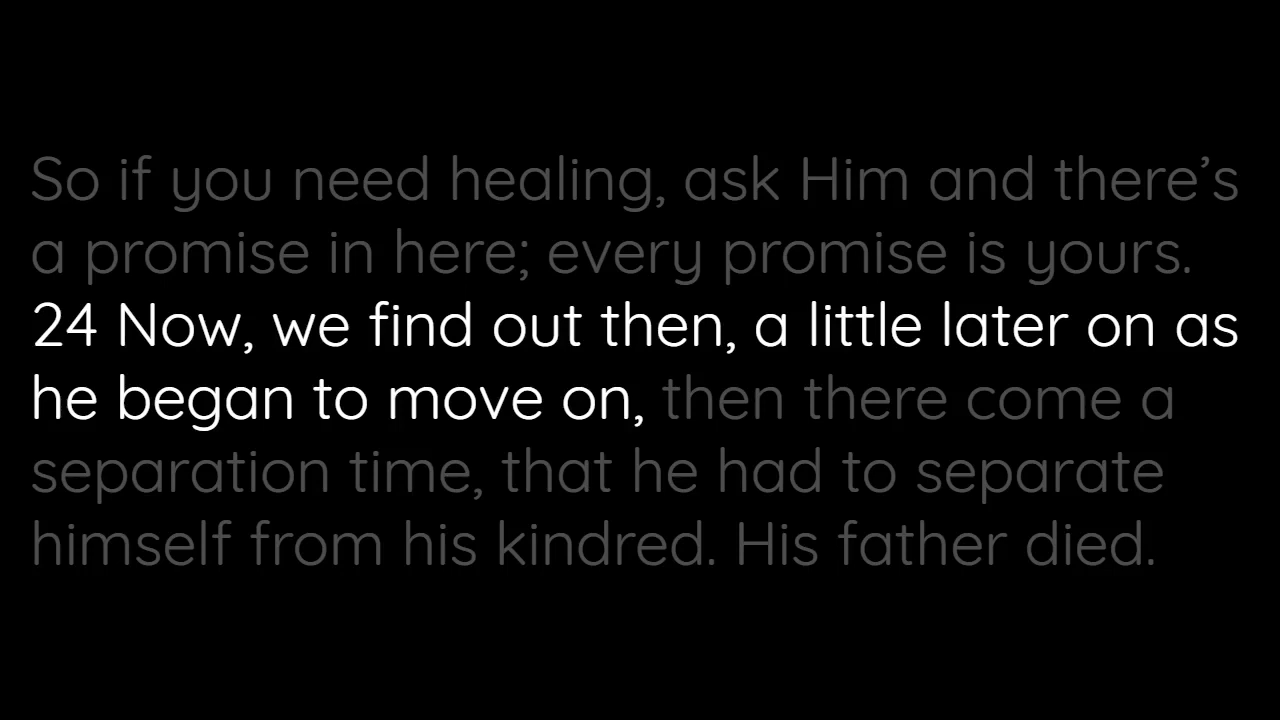 So if you need healing, ask Him and there’s
a promise in here; every promise is yours.
24 Now, we find out then, a little later on as
he began to move on, then there come a
separation time, that he had to separate
himself from his kindred. His father died.